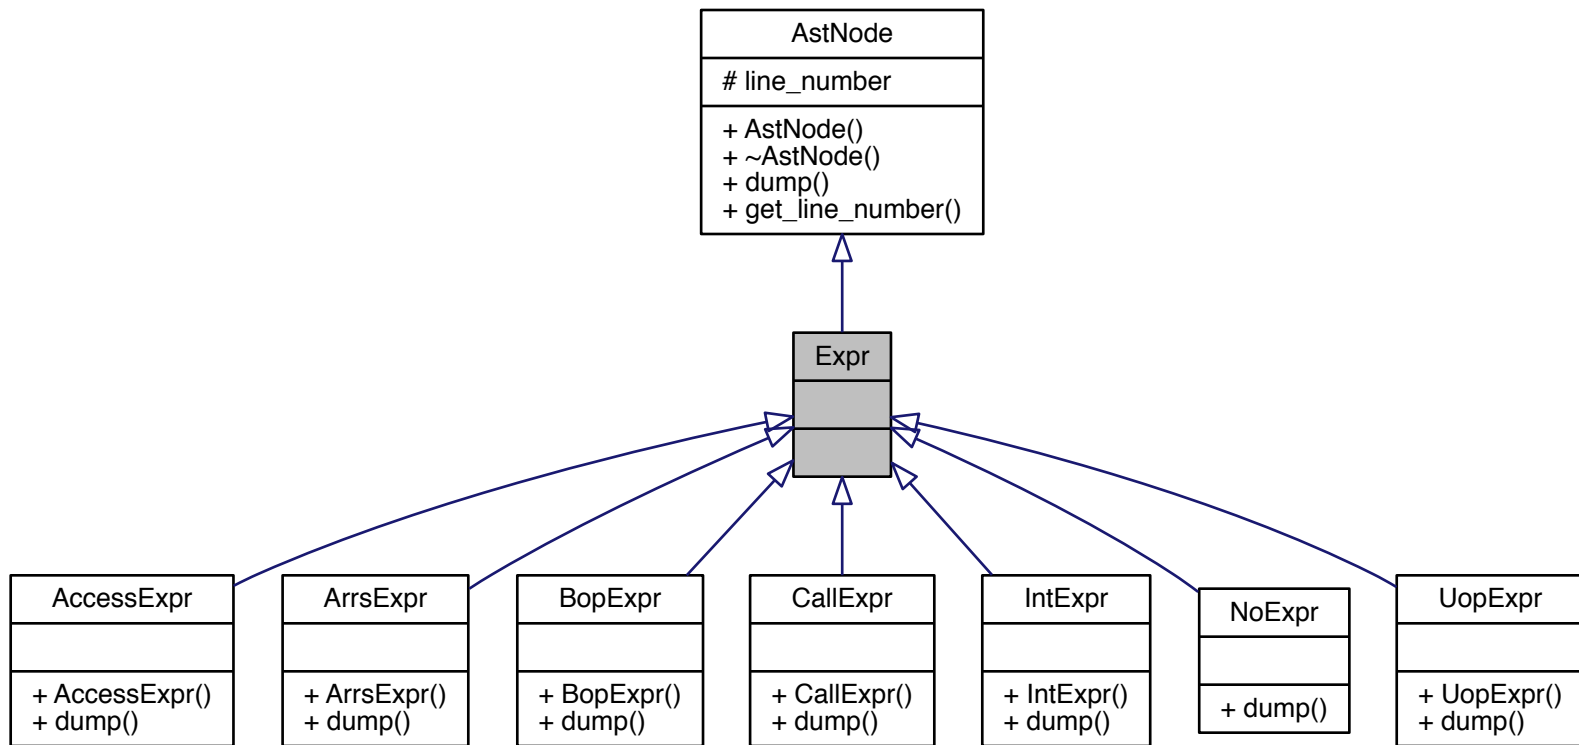 AstNode
# line_number
+ AstNode()
+ ~AstNode()
+ dump()
+ get_line_number()
Expr
AccessExpr
+ AccessExpr()
+ dump()
ArrsExpr
+ ArrsExpr()
+ dump()
BopExpr
+ BopExpr()
+ dump()
CallExpr
+ CallExpr()
+ dump()
IntExpr
+ IntExpr()
+ dump()
NoExpr
+ dump()
UopExpr
+ UopExpr()
+ dump()